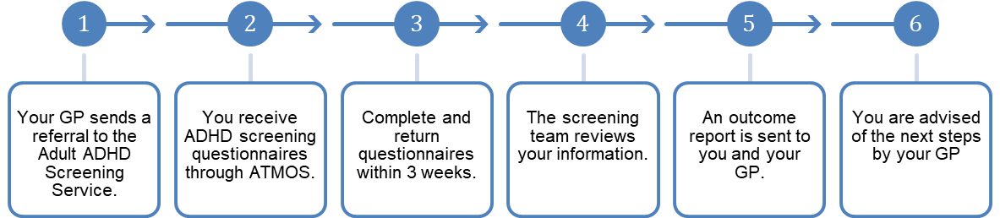 1
2
3
4
5
6
Your GP sends a
referral to the
Adult ADHD
Screening
Service.
You receive
ADHD screening
questionnaires
through ATMOS.
Complete and
return
questionnaires
within 3 weeks.
The screening
team reviews
your information.
An outcome
report is sent to
you and your
GP.
You are advised
of the next steps
by your GP